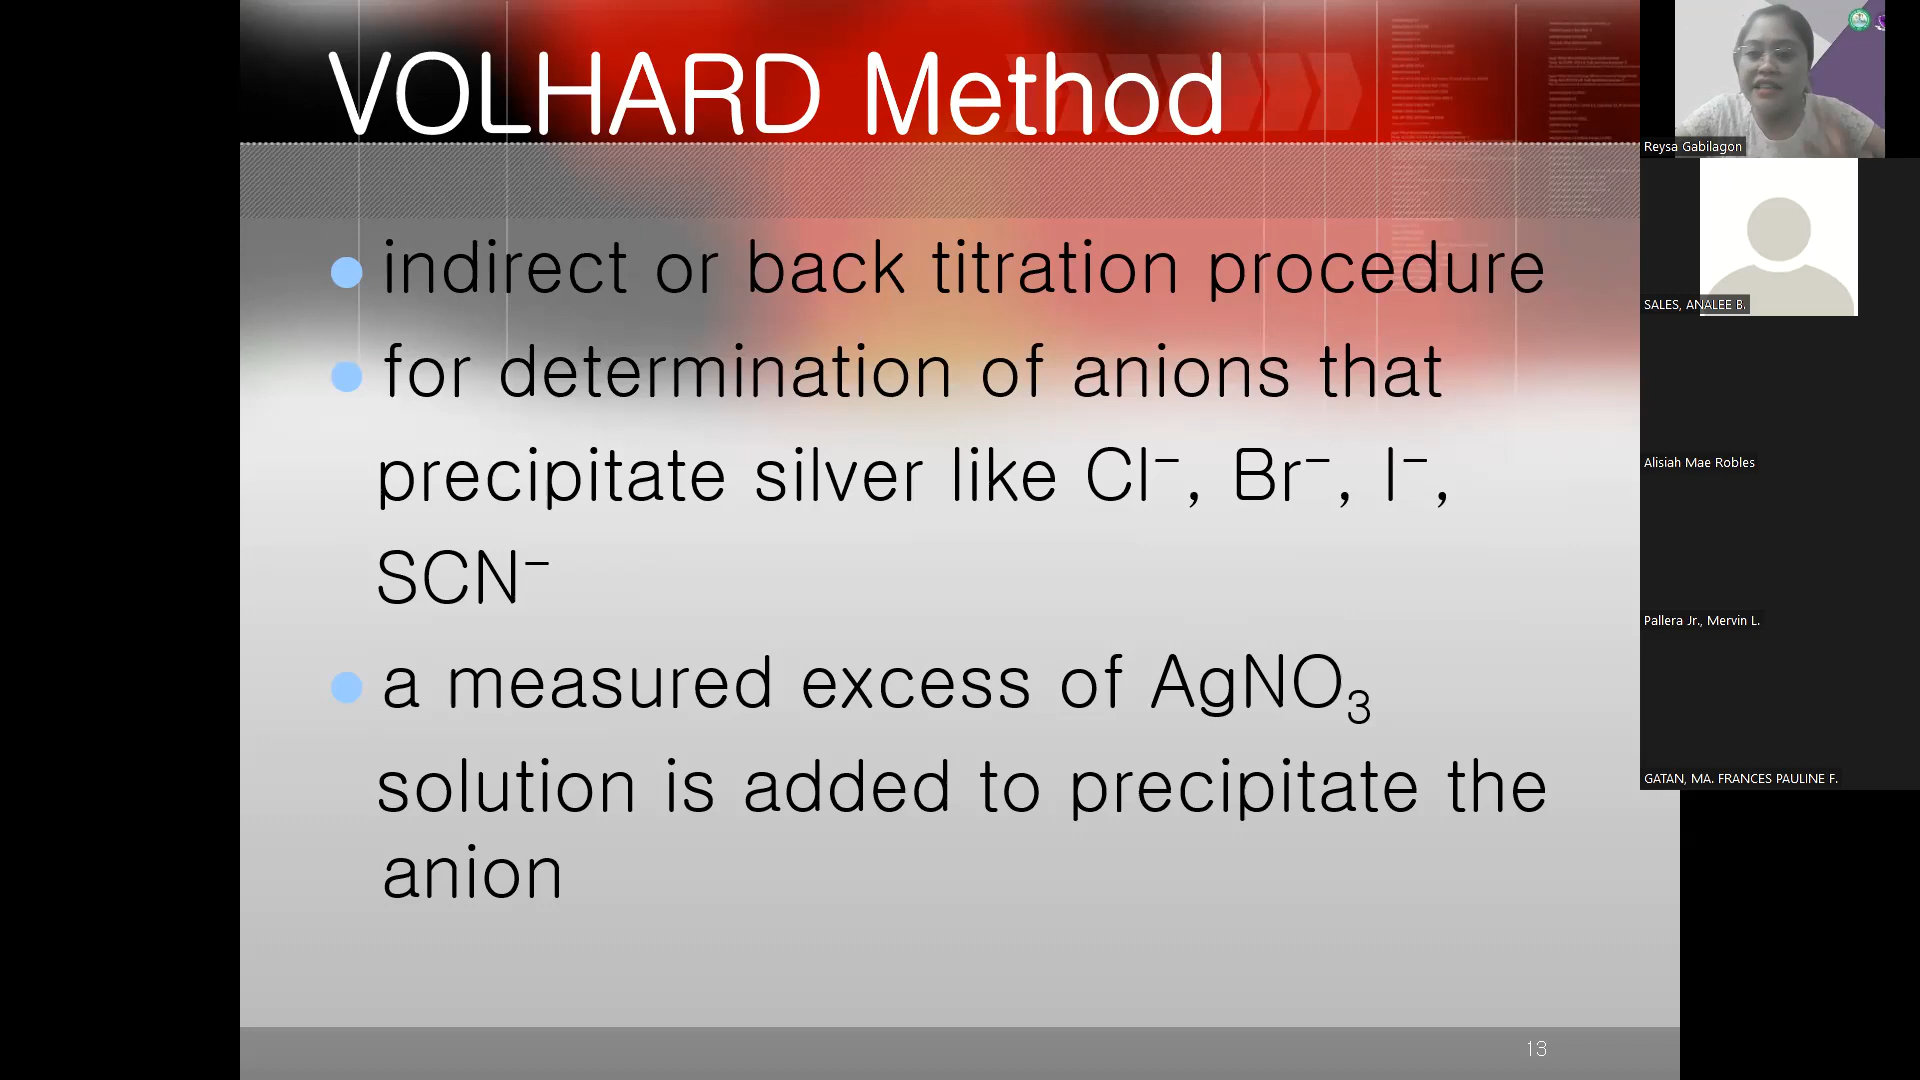 VOLHARD Method
indirect or back titration procedure
for determination of anions that
precipitate silver like Cl⁻, Br⁻, I⁻,
SCN⁻
a measured excess of AgNO₃
solution is added to precipitate the
anion
13
Reysa Gabilagon
SALES, ANALEE B.
Alisiah Mae Robles
Pallera Jr., Mervin L.
GATAN, MA. FRANCES PAULINE F.